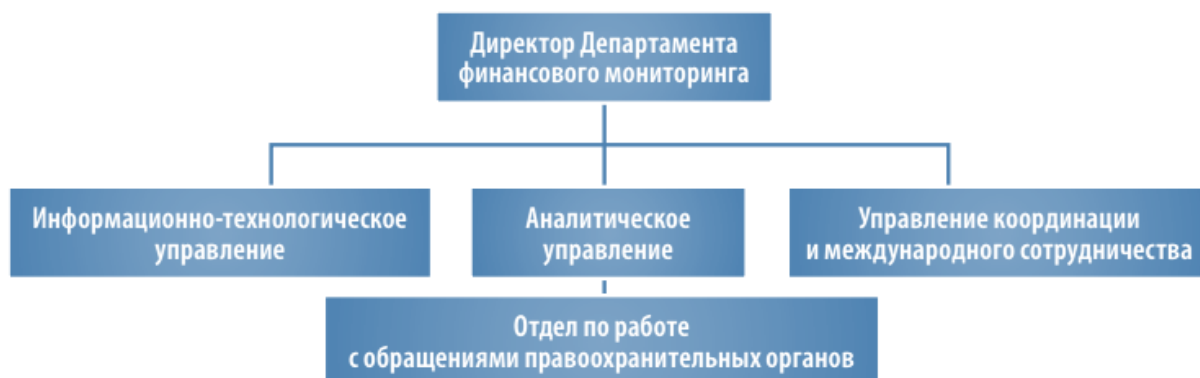 Директор Департамента
финансового мониторинга
Информационно-технологическое
управление
Аналитическое
управление
Управление координации
и международного сотрудничества
Отдел по работе
с обращениями правоохранительных органов